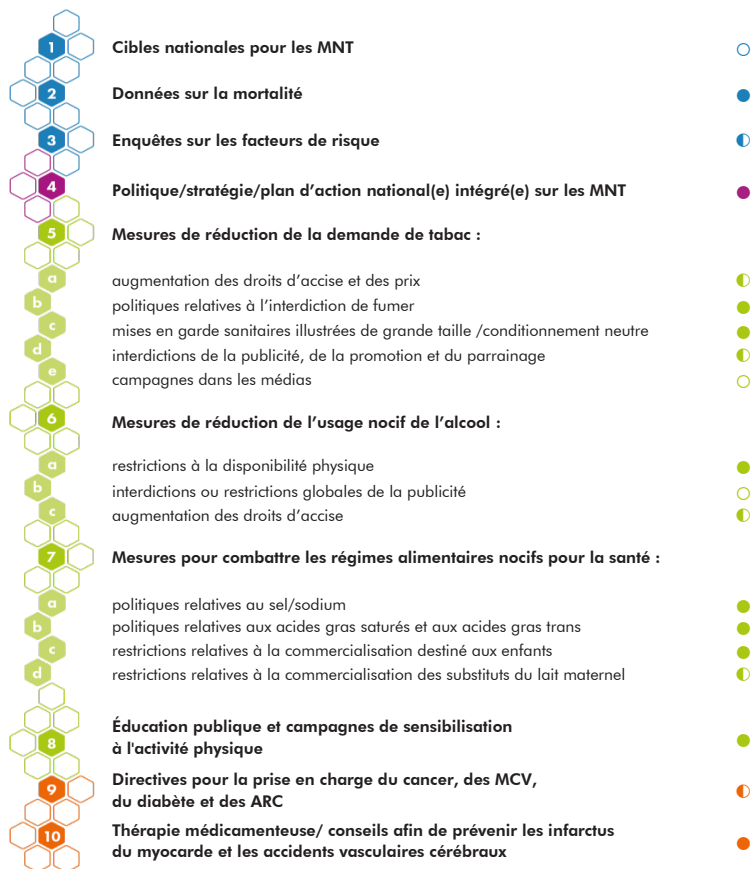 1 Cibles nationales pour les MNT
2 Données sur la mortalité
3 Enquêtes sur les facteurs de risque
4 Politique/stratégie/plan d'action national(e) intégré(e) sur les MNT
5 Mesures de réduction de la demande de tabac :
a augmentation des droits d'accise et des prix
b politiques relatives à l'interdiction de fumer
c mises en garde sanitaires illustrées de grande taille /conditionnement neutre
d interdictions de la publicité, de la promotion et du parrainage
e campagnes dans les médias
6 Mesures de réduction de l'usage nocif de l'alcool :
a restrictions à la disponibilité physique
b interdictions ou restrictions globales de la publicité
c augmentation des droits d'accise
7 Mesures pour combattre les régimes alimentaires nocifs pour la santé :
a politiques relatives au sel/sodium
b politiques relatives aux acides gras saturés et aux acides gras trans
c restrictions relatives à la commercialisation destiné aux enfants
d restrictions relatives à la commercialisation des substituts du lait maternel
8 Éducation publique et campagnes de sensibilisation
à l'activité physique
9 Directives pour la prise en charge du cancer, des MCV,
du diabète et des ARC
10 Thérapie médicamenteuse/ conseils afin de prévenir les infarctus
du myocarde et les accidents vasculaires cérébraux